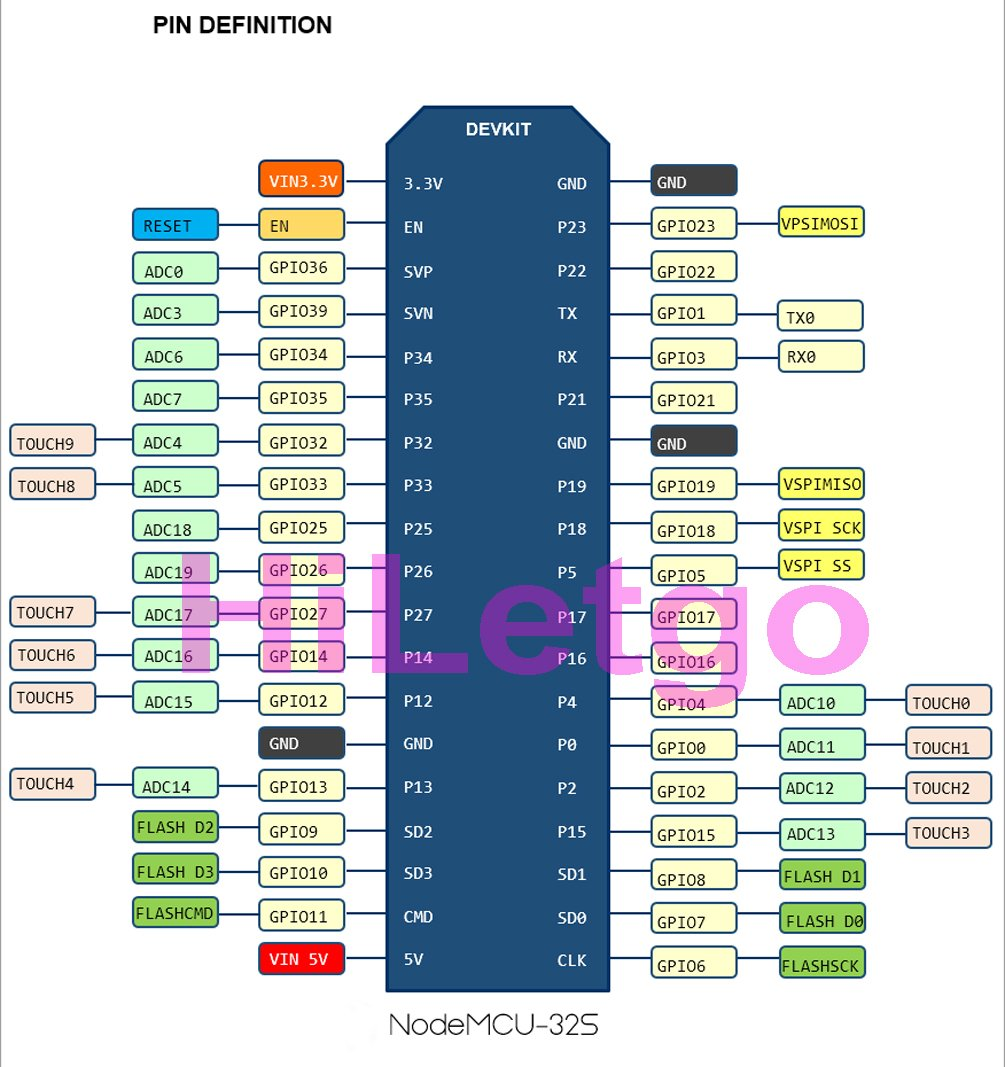 PIN DEFINITION
DEVKIT
VIN3.3V 3.3V GND GND
RESET EN EN P23 GPIO23 VPSIMOSI
ADC0 GPIO36 SVP P22 GPIO22
ADC3 GPIO39 SVN TX GPIO1 TX0
ADC6 GPIO34 P34 RX GPIO3 RX0
ADC7 GPIO35 P35 P21 GPIO21
TOUCH9 ADC4 GPIO32 P32 GND GND
TOUCH8 ADC5 GPIO33 P33 P19 GPIO19 VSPIMISO
ADC18 GPIO25 P25 P18 GPIO18 VSPI SCK
ADC19 GPIO26 P26 P5 GPIO5 VSPI SS
TOUCH7 ADC17 GPIO27 P27 P17 GPIO17
HiLetgo
TOUCH6 ADC16 GPIO14 P14 P16 GPIO16
TOUCH5 ADC15 GPIO12 P12 P4 GPIO4 ADC10 TOUCH0
GND GND P0 GPIO0 ADC11 TOUCH1
TOUCH4 ADC14 GPIO13 P13 P2 GPIO2 ADC12 TOUCH2
FLASH D2 GPIO9 SD2 P15 GPIO15 ADC13 TOUCH3
FLASH D3 GPIO10 SD3 SD1 GPIO8 FLASH D1
FLASHCMD GPIO11 CMD SD0 GPIO7 FLASH D0
VIN 5V 5V CLK GPIO6 FLASHSCK
NodeMCU-32S